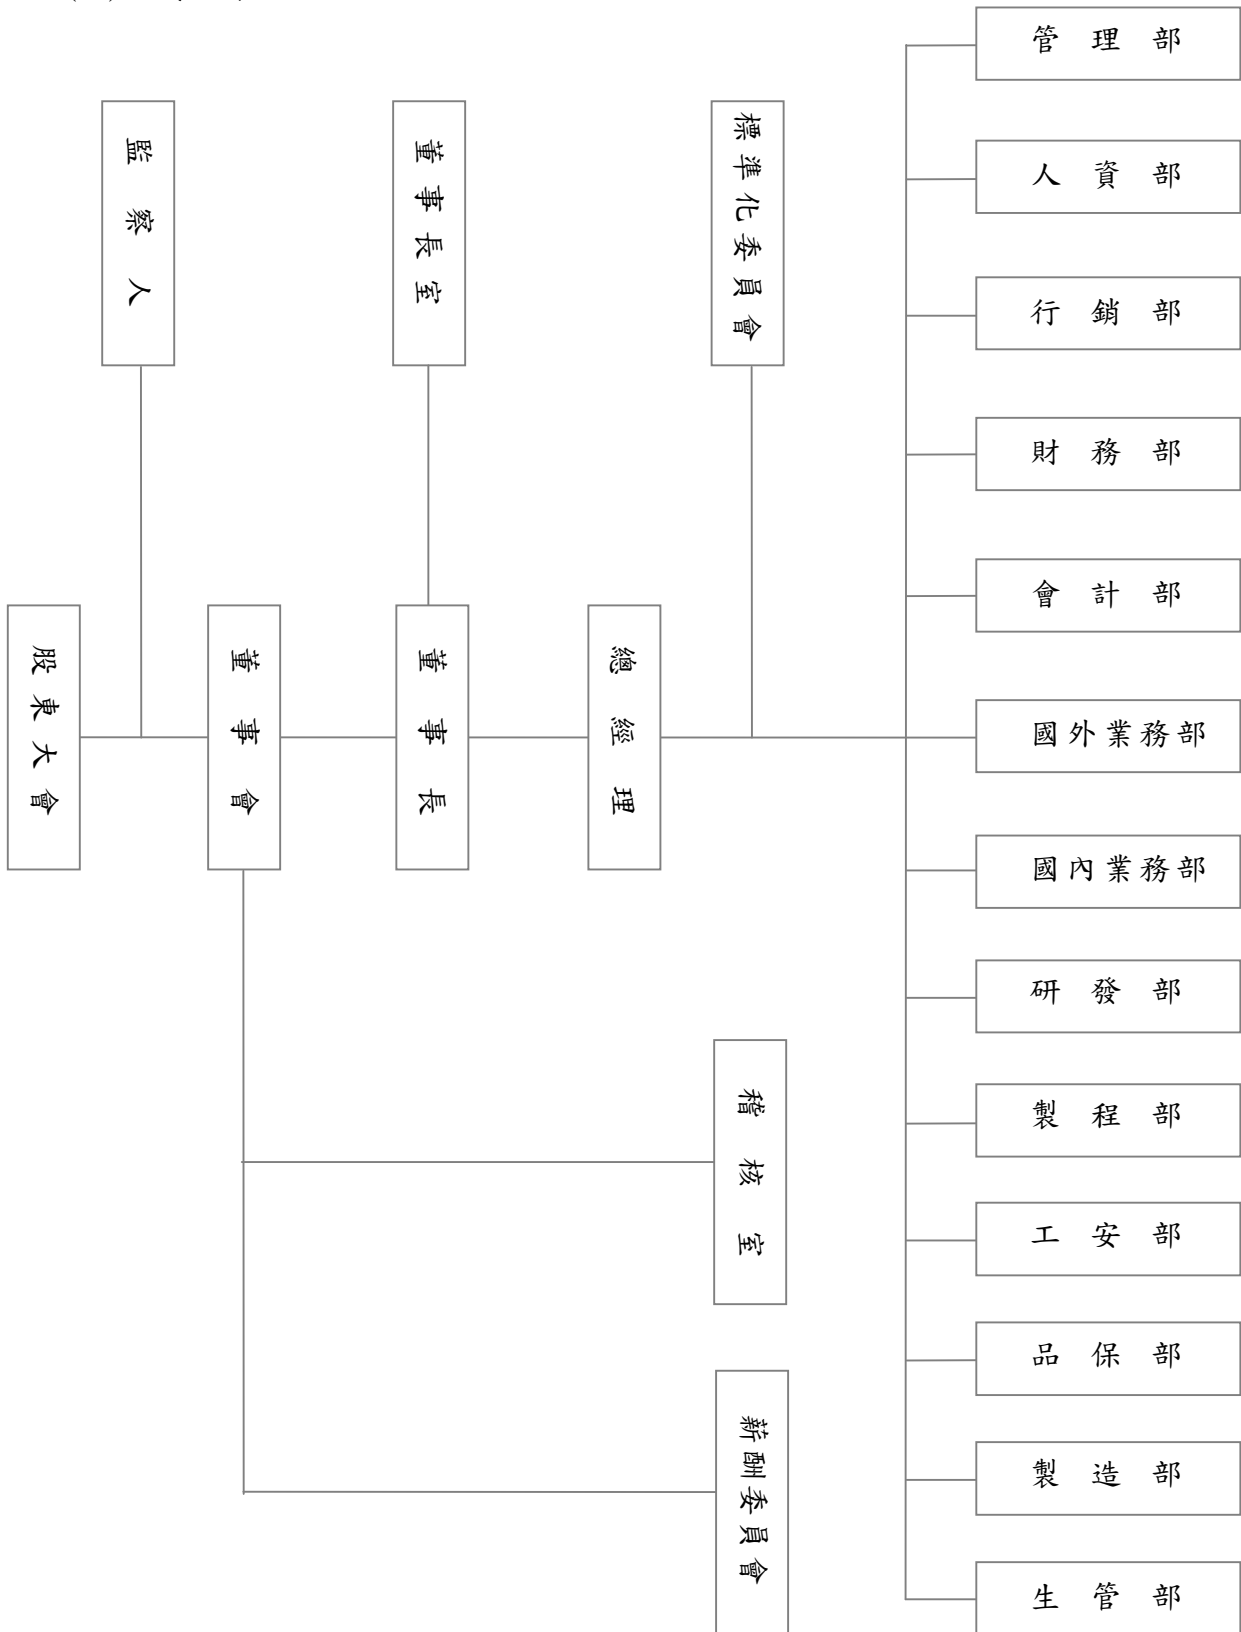 管理部
人資部
行銷部
財務部
會計部
國外業務部
國內業務部
研發部
製程部
工安部
品保部
製造部
生管部
標準化委員會
董事長室
監察人
總經理
董事長
董事會
股東大會
稽核室
薪酬委員會